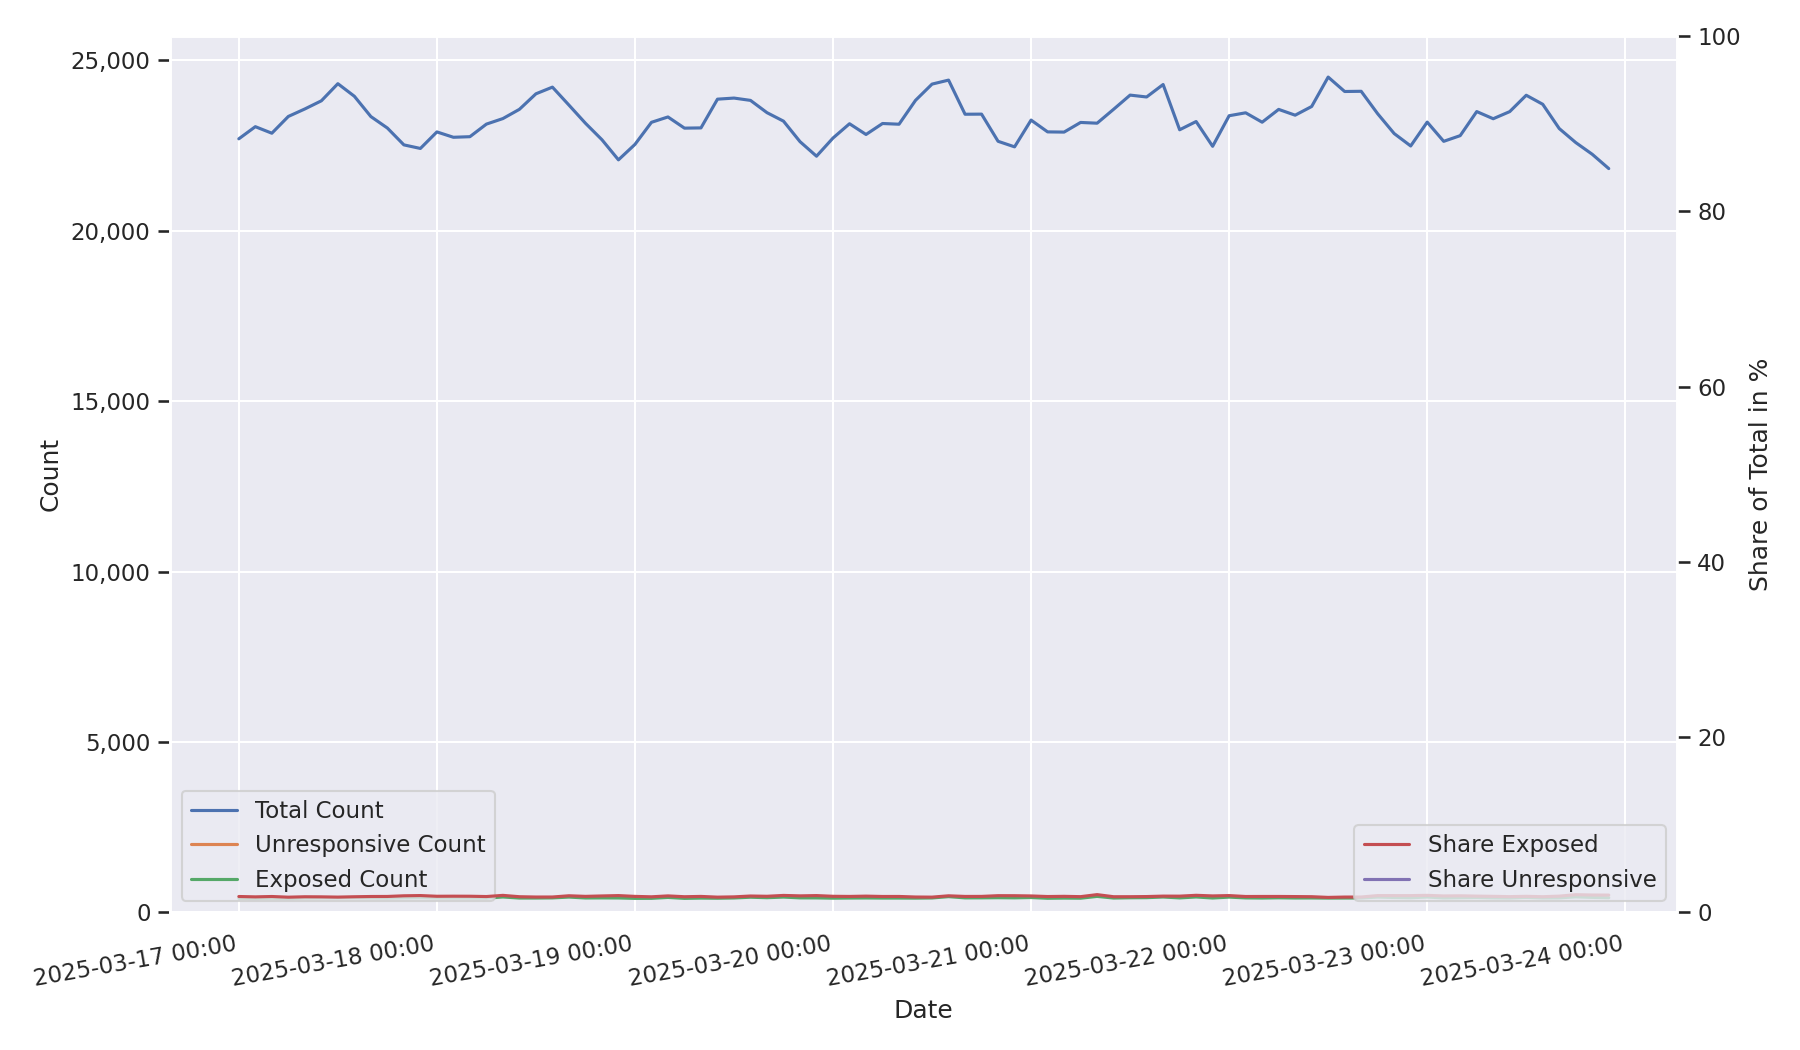 25,000
20,000
15,000
10,000
5,000
0
Count
100
80
60
40
20
0
Share of Total in %
Total Count
Unresponsive Count
Exposed Count
Share Exposed
Share Unresponsive
2025-03-17 00:00
2025-03-18 00:00
2025-03-19 00:00
2025-03-20 00:00
2025-03-21 00:00
2025-03-22 00:00
2025-03-23 00:00
2025-03-24 00:00
Date